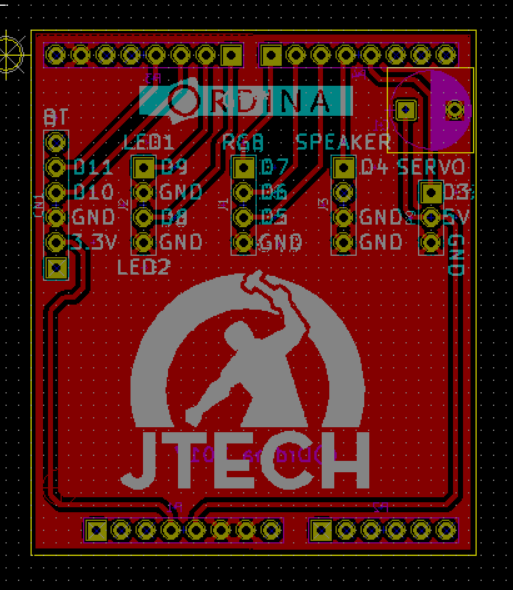 ORDINA
BT
LED1 RGB SPEAKER
D11 D9 D7 D4 SERVO
D10 GND D6 D3
GND D8 D5 GND 5V
3.3V GND GND GND GND
LED2
CN1
J2
J1
J3
JTECH